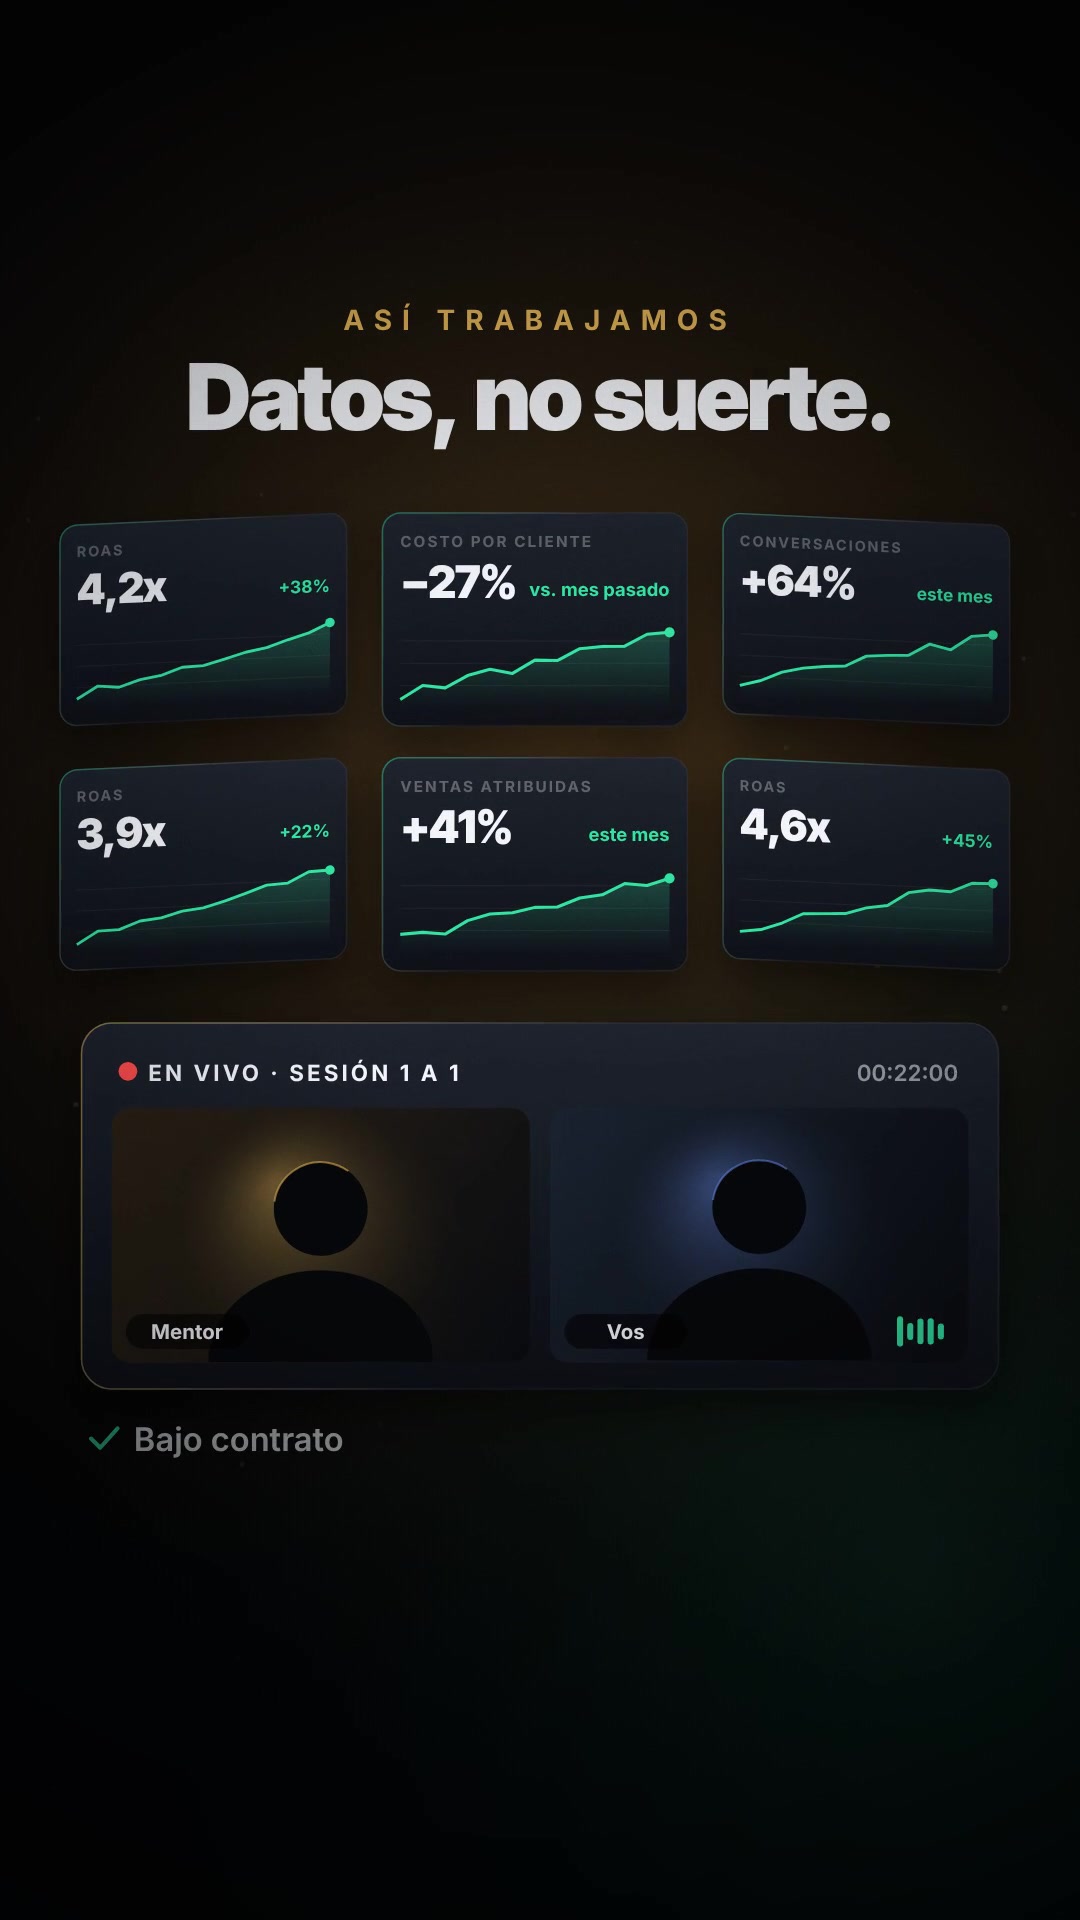 ASÍ TRABAJAMOS
Datos, no suerte.
ROAS
4,2x +38%
COSTO POR CLIENTE
−27% vs. mes pasado
CONVERSACIONES
+64% este mes
ROAS
3,9x +22%
VENTAS ATRIBUIDAS
+41% este mes
ROAS
4,6x +45%
EN VIVO · SESIÓN 1 A 1 00:22:00
Mentor
Vos
Bajo contrato